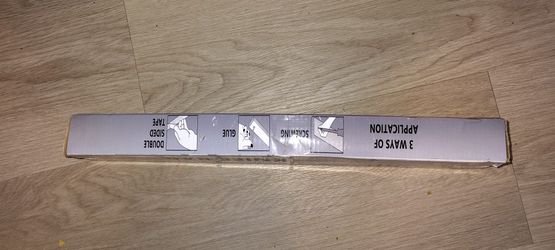 3 WAYS OF
APPLICATION
SCREWING
GLUE
DOUBLE
SIDED
TAPE